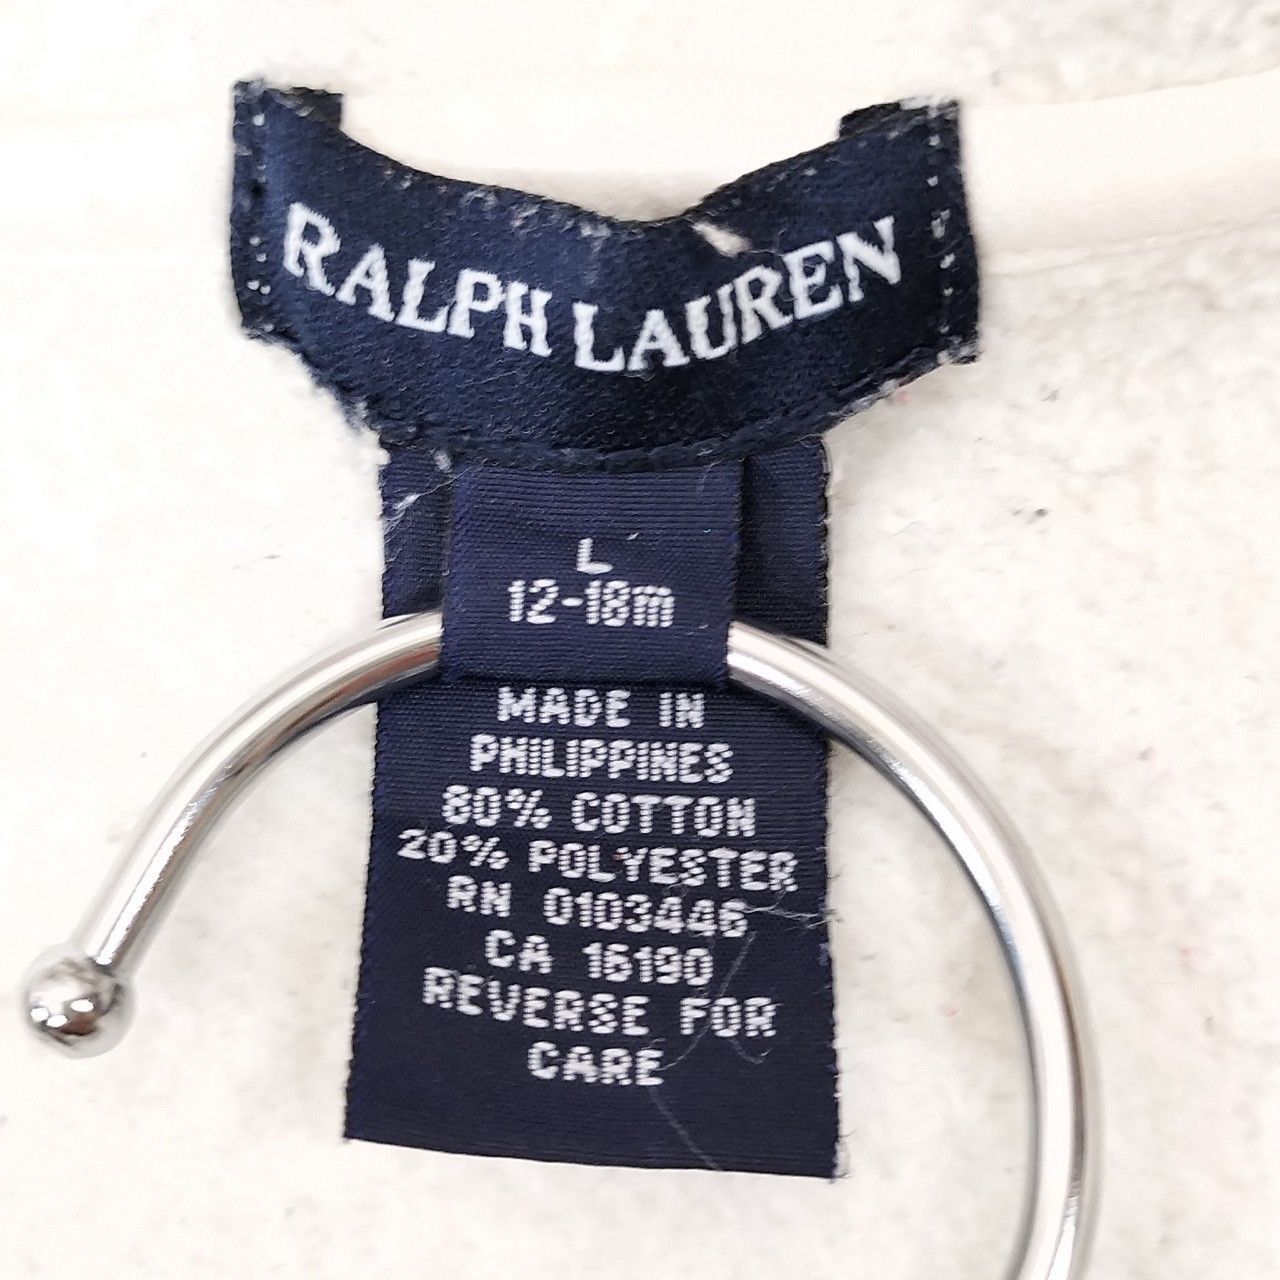 RALPH LAUREN
L
12-18m
MADE IN
PHILIPPINES
80% COTTON
20% POLYESTER
RN 0103446
CA 16190
REVERSE FOR
CARE